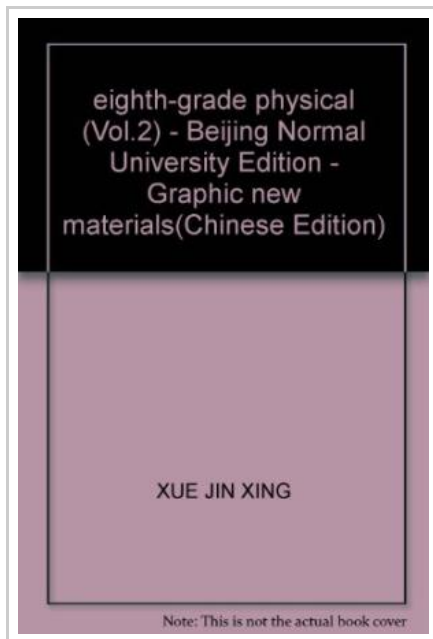 eighth-grade physical
(Vol.2) - Beijing Normal
University Edition -
Graphic new
materials(Chinese Edition)
XUE JIN XING
Note: This is not the actual book cover